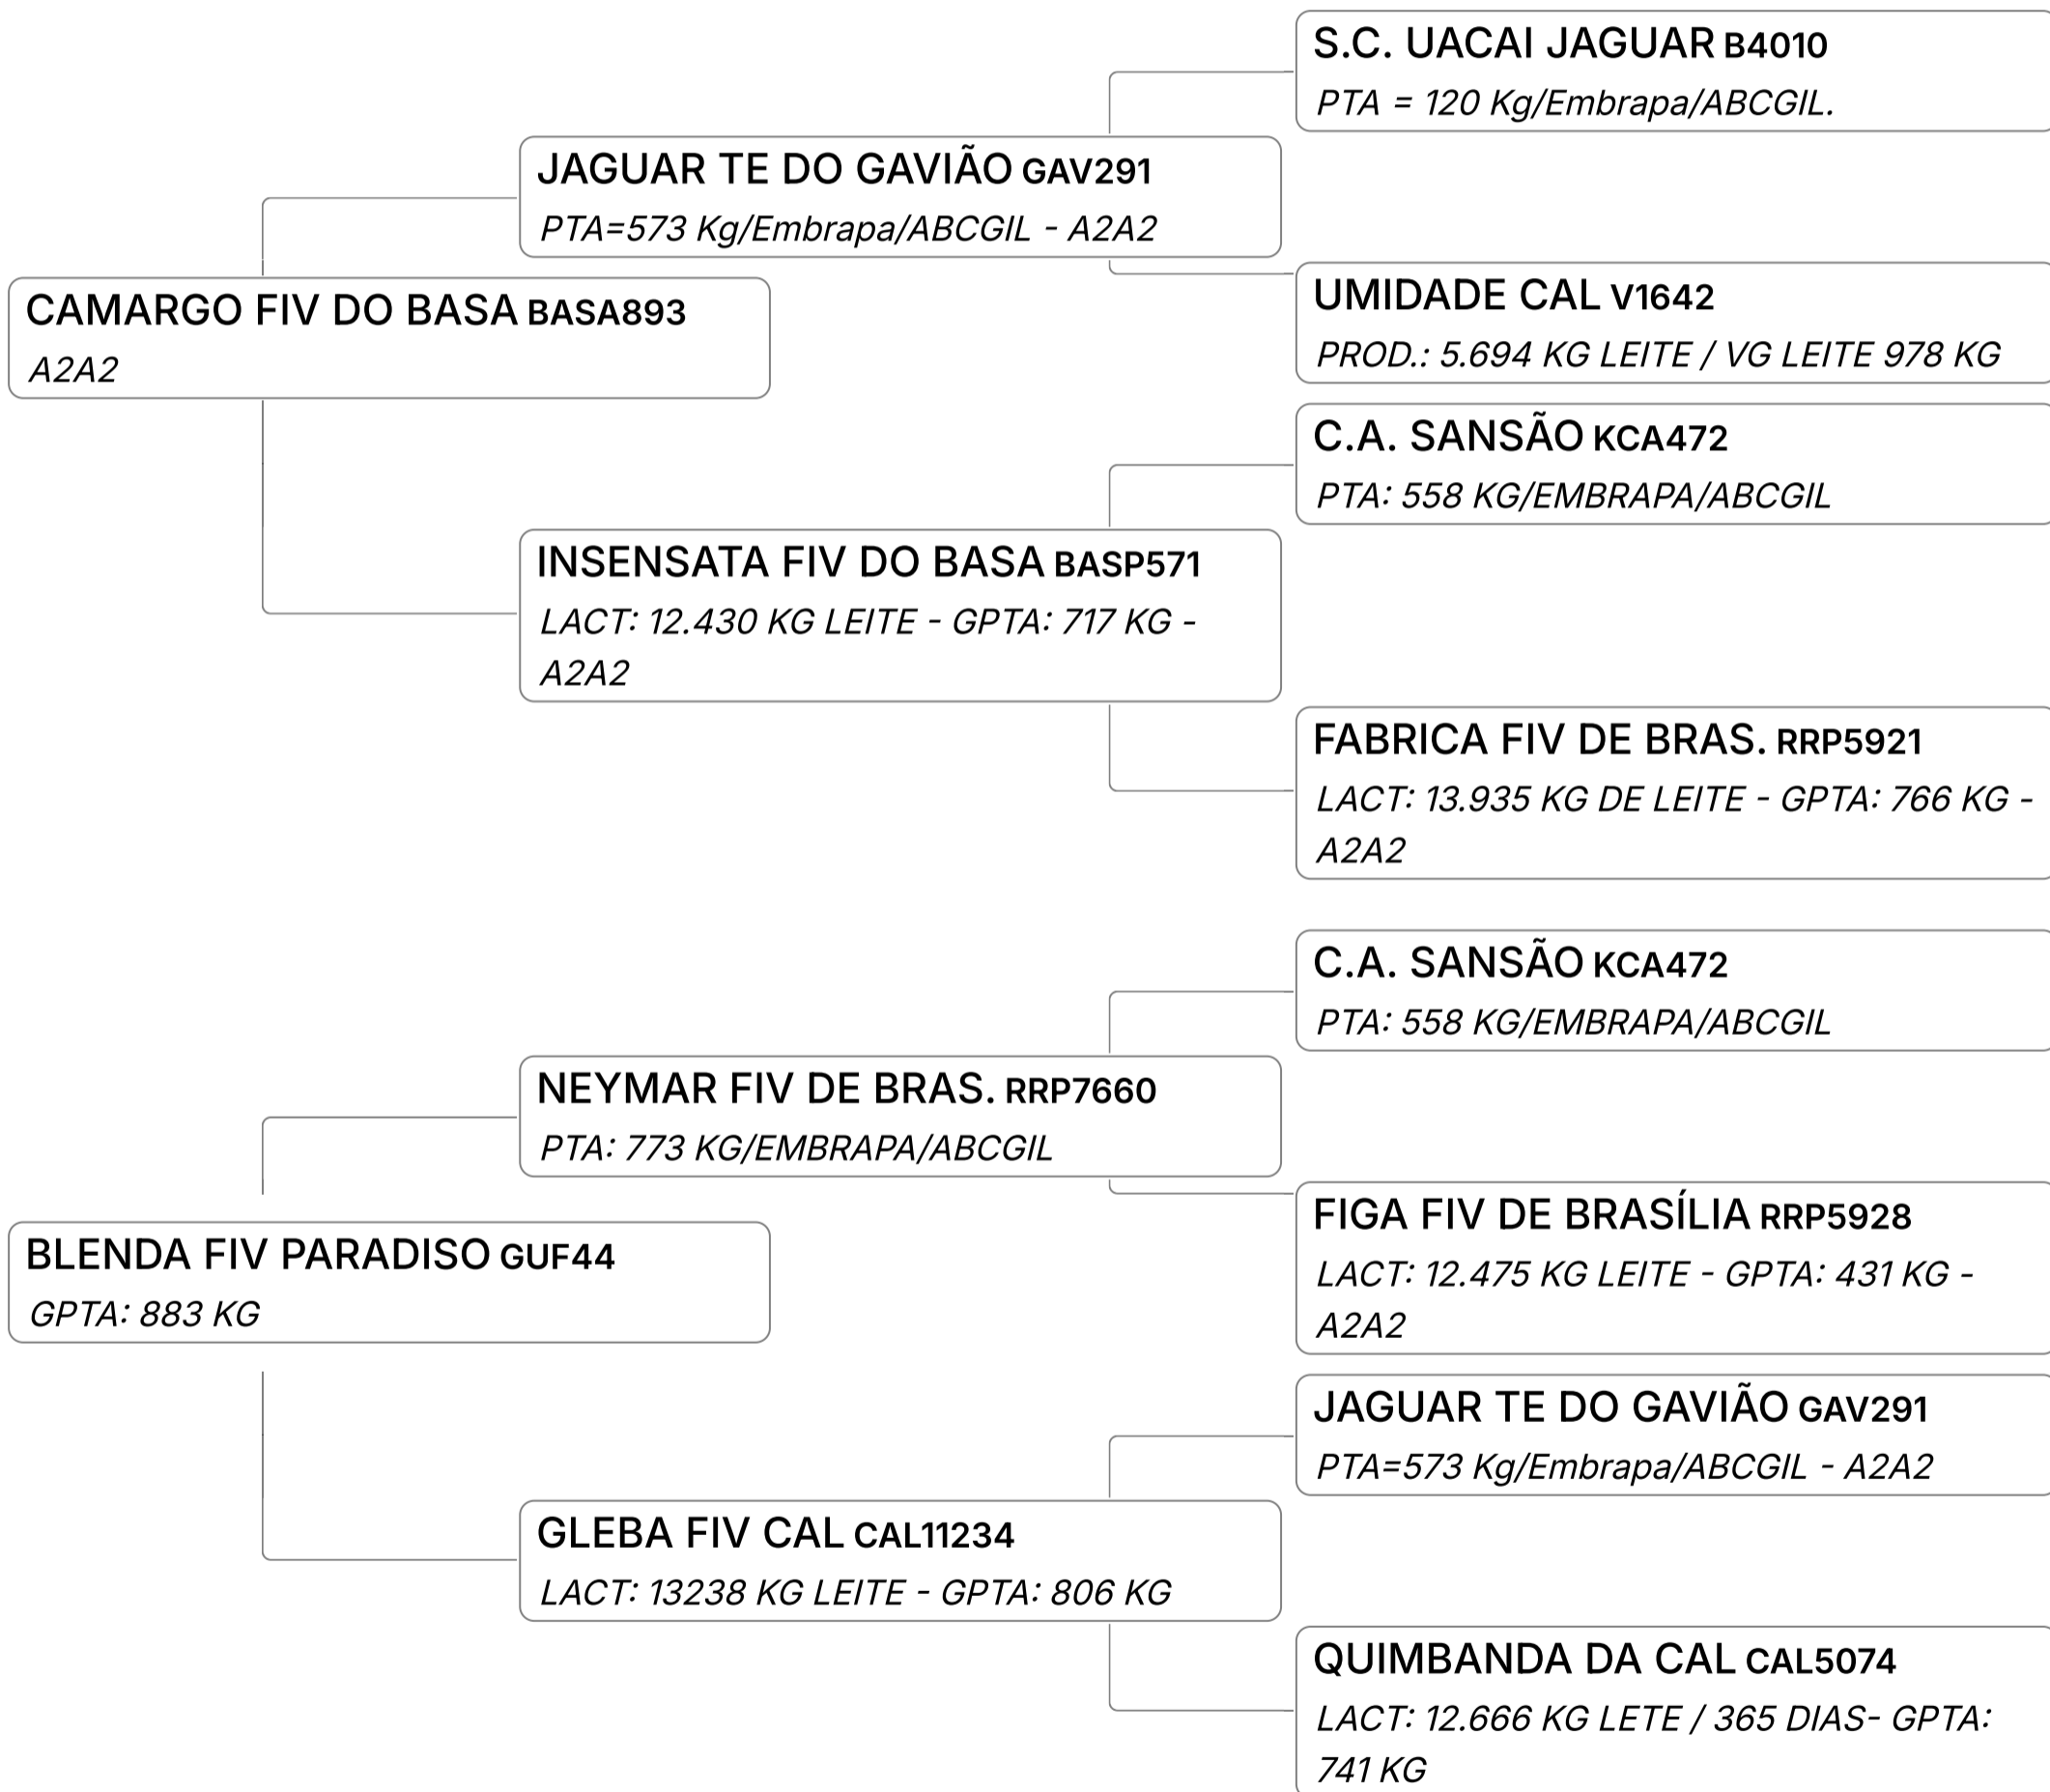 S.C. UACAI JAGUAR B4010
PTA = 120 Kg/Embrapa/ABCGIL.
JAGUAR TE DO GAVIÃO GAV291
PTA=573 Kg/Embrapa/ABCGIL - A2A2
UMIDADE CAL V1642
PROD.: 5.694 KG LEITE / VG LEITE 978 KG
CAMARGO FIV DO BASA BASA893
A2A2
C.A. SANSÃO KCA472
PTA: 558 KG/EMBRAPA/ABCGIL
INSENSATA FIV DO BASA BASP571
LACT: 12.430 KG LEITE - GPTA: 717 KG -
A2A2
FABRICA FIV DE BRAS. RRP5921
LACT: 13.935 KG DE LEITE - GPTA: 766 KG -
A2A2
C.A. SANSÃO KCA472
PTA: 558 KG/EMBRAPA/ABCGIL
NEYMAR FIV DE BRAS. RRP7660
PTA: 773 KG/EMBRAPA/ABCGIL
FIGA FIV DE BRASÍLIA RRP5928
LACT: 12.475 KG LEITE - GPTA: 431 KG -
A2A2
BLENDA FIV PARADISO GUF44
GPTA: 883 KG
JAGUAR TE DO GAVIÃO GAV291
PTA=573 Kg/Embrapa/ABCGIL - A2A2
GLEBA FIV CAL CAL11234
LACT: 13238 KG LEITE - GPTA: 806 KG
QUIMBANDA DA CAL CAL5074
LACT: 12.666 KG LETE / 365 DIAS- GPTA:
741 KG